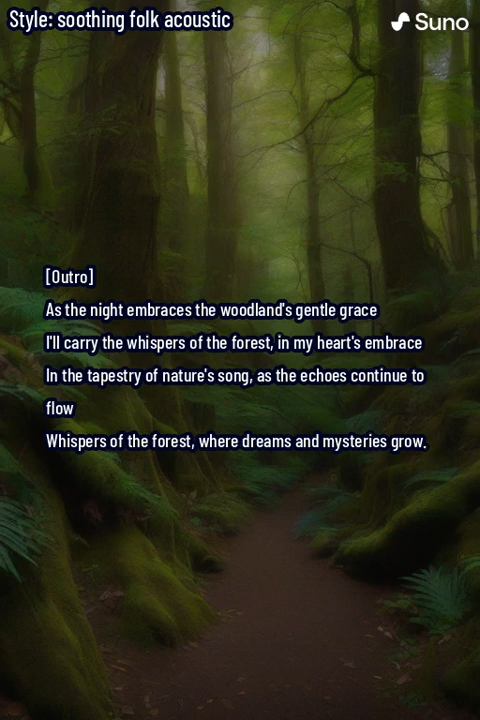 Style: soothing folk acoustic
Suno
[Outro]
As the night embraces the woodland's gentle grace
I'll carry the whispers of the forest, in my heart's embrace
In the tapestry of nature's song, as the echoes continue to
flow
Whispers of the forest, where dreams and mysteries grow.